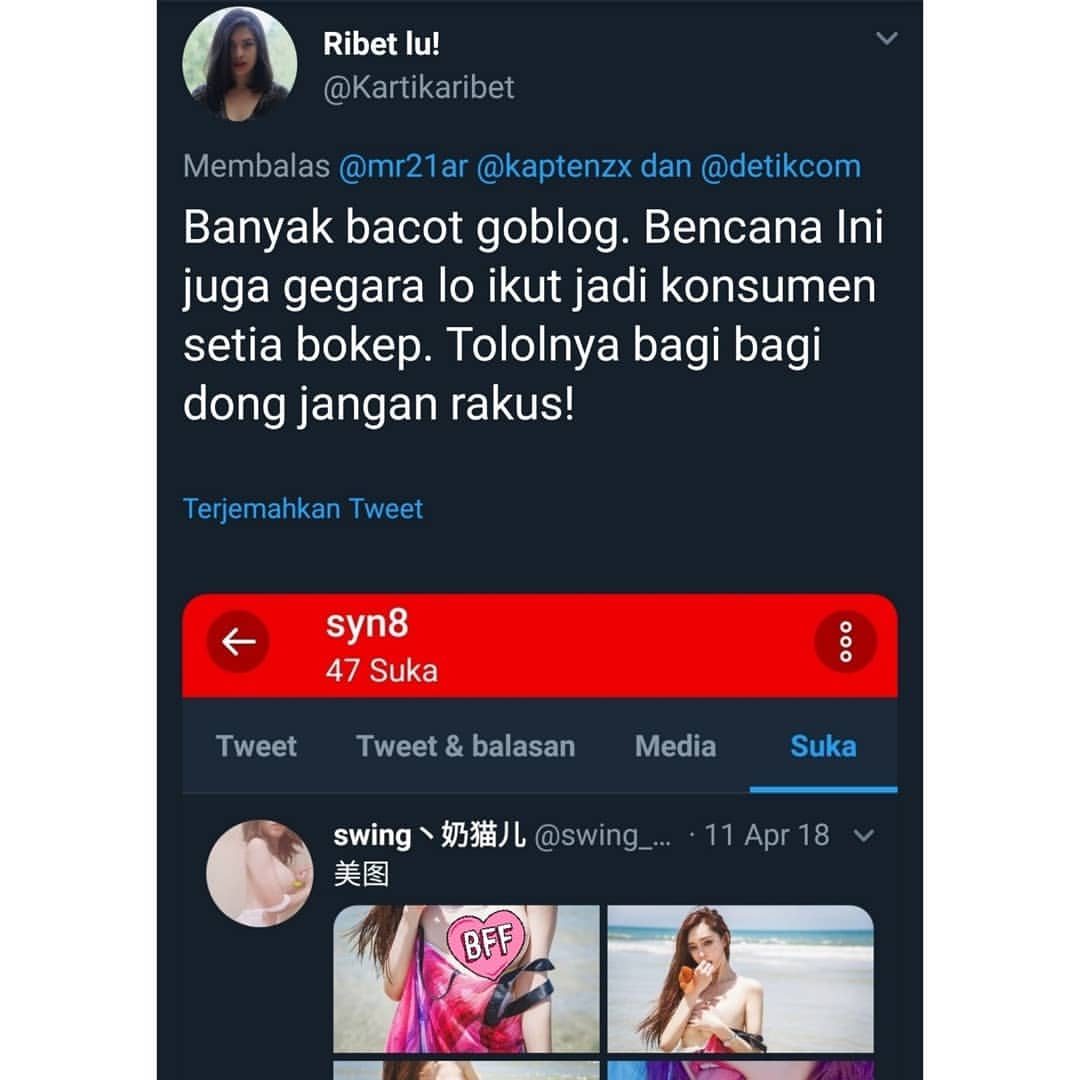 Ribet lu!
@Kartikaribet
Membalas @mr21ar @kaptenzx dan @detikcom
Banyak bacot goblog. Bencana Ini
juga gegara lo ikut jadi konsumen
setia bokep. Tololnya bagi bagi
dong jangan rakus!
Terjemahkan Tweet
syn8
47 Suka
Tweet Tweet & balasan Media Suka
swing丶奶猫儿 @swing_... · 11 Apr 18
美图
BFF